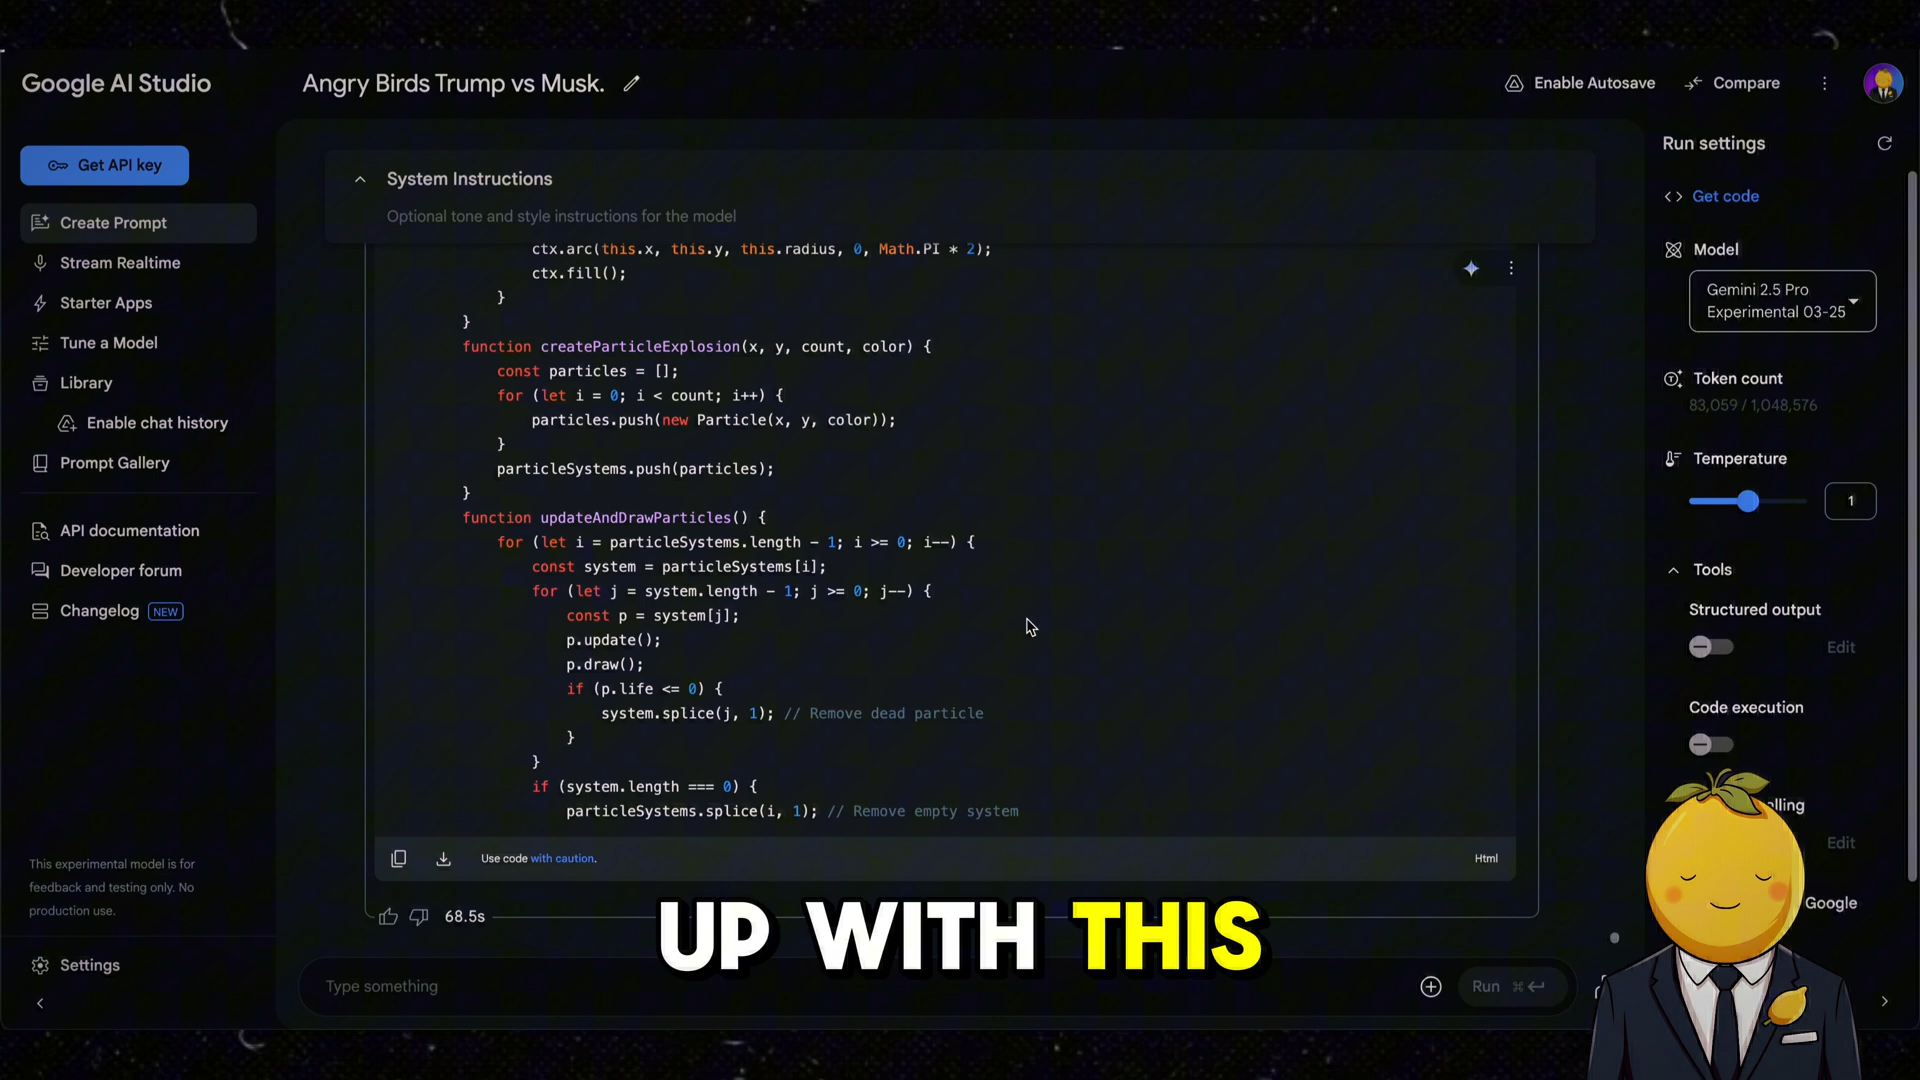 Google AI Studio
Angry Birds Trump vs Musk.
Enable Autosave
Compare
Get API key
Create Prompt
Stream Realtime
Starter Apps
Tune a Model
Library
Enable chat history
Prompt Gallery
API documentation
Developer forum
Changelog NEW
This experimental model is for
feedback and testing only. No
production use.
Settings
System Instructions
Optional tone and style instructions for the model
ctx.arc(this.x, this.y, this.radius, 0, Math.PI * 2);
ctx.fill();
}
}
function createParticleExplosion(x, y, count, color) {
const particles = [];
for (let i = 0; i < count; i++) {
particles.push(new Particle(x, y, color));
}
particleSystems.push(particles);
}
function updateAndDrawParticles() {
for (let i = particleSystems.length - 1; i >= 0; i--) {
const system = particleSystems[i];
for (let j = system.length - 1; j >= 0; j--) {
const p = system[j];
p.update();
p.draw();
if (p.life <= 0) {
system.splice(j, 1); // Remove dead particle
}
}
if (system.length === 0) {
particleSystems.splice(i, 1); // Remove empty system
Use code with caution.
Html
68.5s
UP WITH THIS
Type something
Run ⌘ ↵
Run settings
<> Get code
Model
Gemini 2.5 Pro
Experimental 03-25
Token count
83,059 / 1,048,576
Temperature
1
Tools
Structured output
Edit
Code execution
Edit
Google